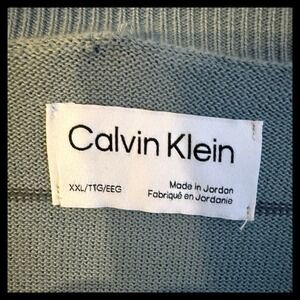 Calvin Klein
XXL/TTG/EEG
Made in Jordan
Fabriqué en Jordanie